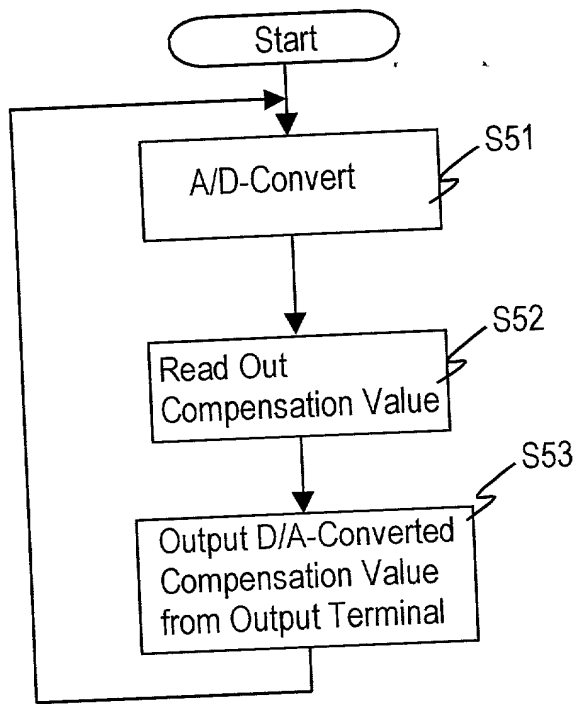 Start
S51
A/D-Convert
S52
Read Out
Compensation Value
S53
Output D/A-Converted
Compensation Value
from Output Terminal